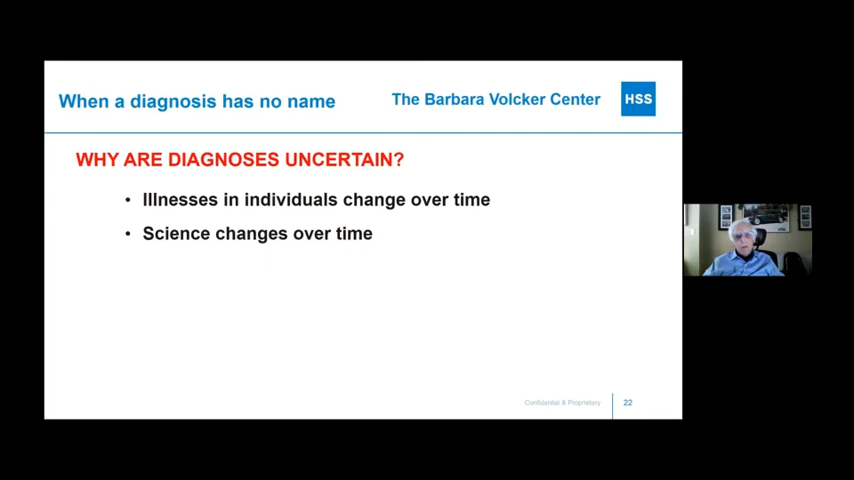 When a diagnosis has no name
The Barbara Volcker Center
HSS
WHY ARE DIAGNOSES UNCERTAIN?
• Illnesses in individuals change over time
• Science changes over time
Confidential & Proprietary
22